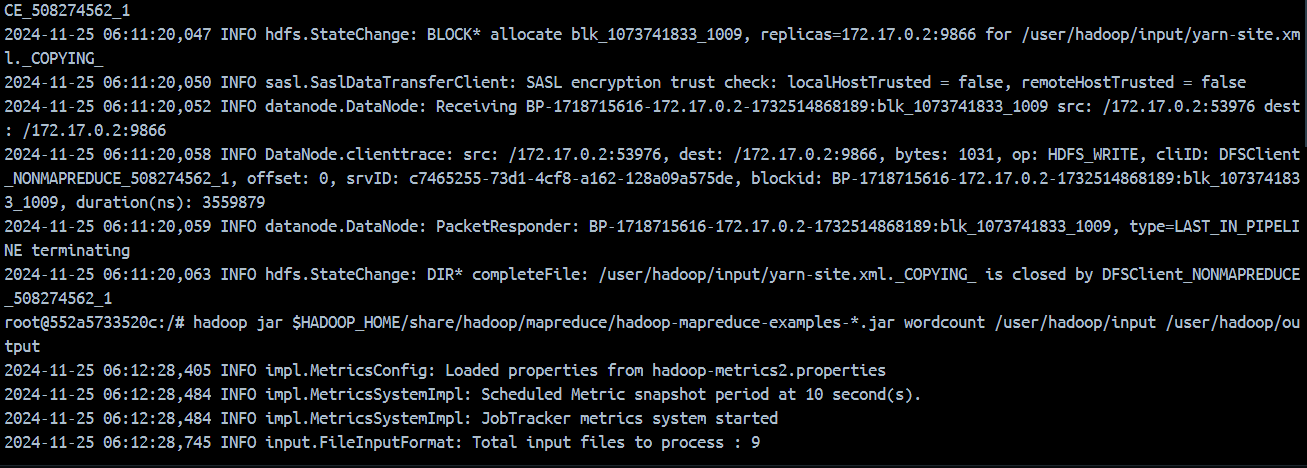 CE_508274562_1
2024-11-25 06:11:20,047 INFO hdfs.StateChange: BLOCK* allocate blk_1073741833_1009, replicas=172.17.0.2:9866 for /user/hadoop/input/yarn-site.xm
l._COPYING_
2024-11-25 06:11:20,050 INFO sasl.SaslDataTransferClient: SASL encryption trust check: localHostTrusted = false, remoteHostTrusted = false
2024-11-25 06:11:20,052 INFO datanode.DataNode: Receiving BP-1718715616-172.17.0.2-1732514868189:blk_1073741833_1009 src: /172.17.0.2:53976 dest
: /172.17.0.2:9866
2024-11-25 06:11:20,058 INFO DataNode.clienttrace: src: /172.17.0.2:53976, dest: /172.17.0.2:9866, bytes: 1031, op: HDFS_WRITE, cliID: DFSClient
_NONMAPREDUCE_508274562_1, offset: 0, srvID: c7465255-73d1-4cf8-a162-128a09a575de, blockid: BP-1718715616-172.17.0.2-1732514868189:blk_107374183
3_1009, duration(ns): 3559879
2024-11-25 06:11:20,059 INFO datanode.DataNode: PacketResponder: BP-1718715616-172.17.0.2-1732514868189:blk_1073741833_1009, type=LAST_IN_PIPELI
NE terminating
2024-11-25 06:11:20,063 INFO hdfs.StateChange: DIR* completeFile: /user/hadoop/input/yarn-site.xml._COPYING_ is closed by DFSClient_NONMAPREDUCE
_508274562_1
root@552a5733520c:/# hadoop jar $HADOOP_HOME/share/hadoop/mapreduce/hadoop-mapreduce-examples-*.jar wordcount /user/hadoop/input /user/hadoop/ou
tput
2024-11-25 06:12:28,405 INFO impl.MetricsConfig: Loaded properties from hadoop-metrics2.properties
2024-11-25 06:12:28,484 INFO impl.MetricsSystemImpl: Scheduled Metric snapshot period at 10 second(s).
2024-11-25 06:12:28,484 INFO impl.MetricsSystemImpl: JobTracker metrics system started
2024-11-25 06:12:28,745 INFO input.FileInputFormat: Total input files to process : 9